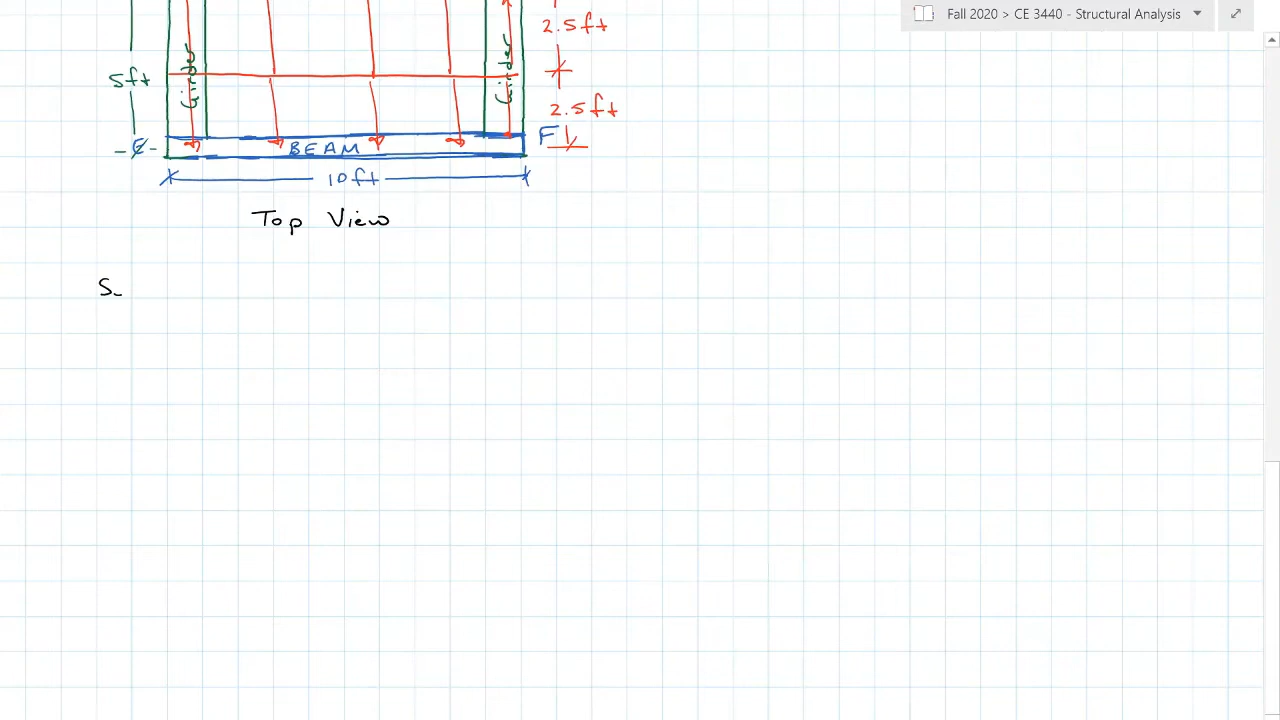 Fall 2020 > CE 3440 - Structural Analysis
2.5ft
Girder
Girder
5ft
2.5ft
F
BEAM
10ft
Top View
S